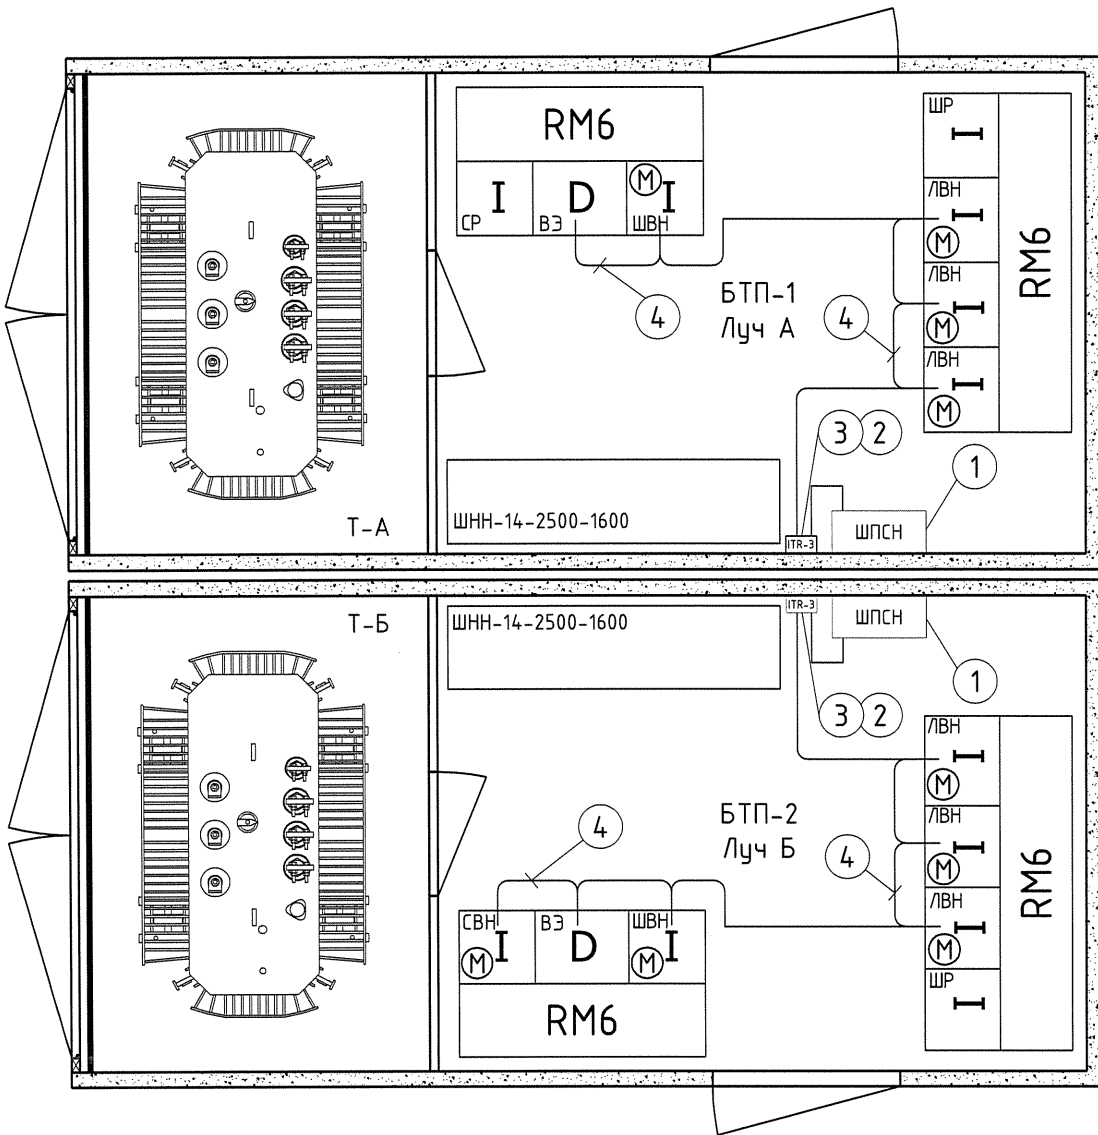 RM6
ШР
I
ЛВН
I
M
RM6
I
D
M
I
СР
ВЭ
ШВН
ЛВН
I
M
БТП-1
Луч А
4
4
ЛВН
I
M
3
2
1
ШНН-14-2500-1600
ШПСН
ITR-3
Т-А
Т-Б
ШНН-14-2500-1600
ITR-3
ШПСН
1
3
2
ЛВН
I
M
БТП-2
Луч Б
4
4
ЛВН
I
M
RM6
СВН
ВЭ
ШВН
I
D
I
M
M
ЛВН
I
M
ШР
I
RM6